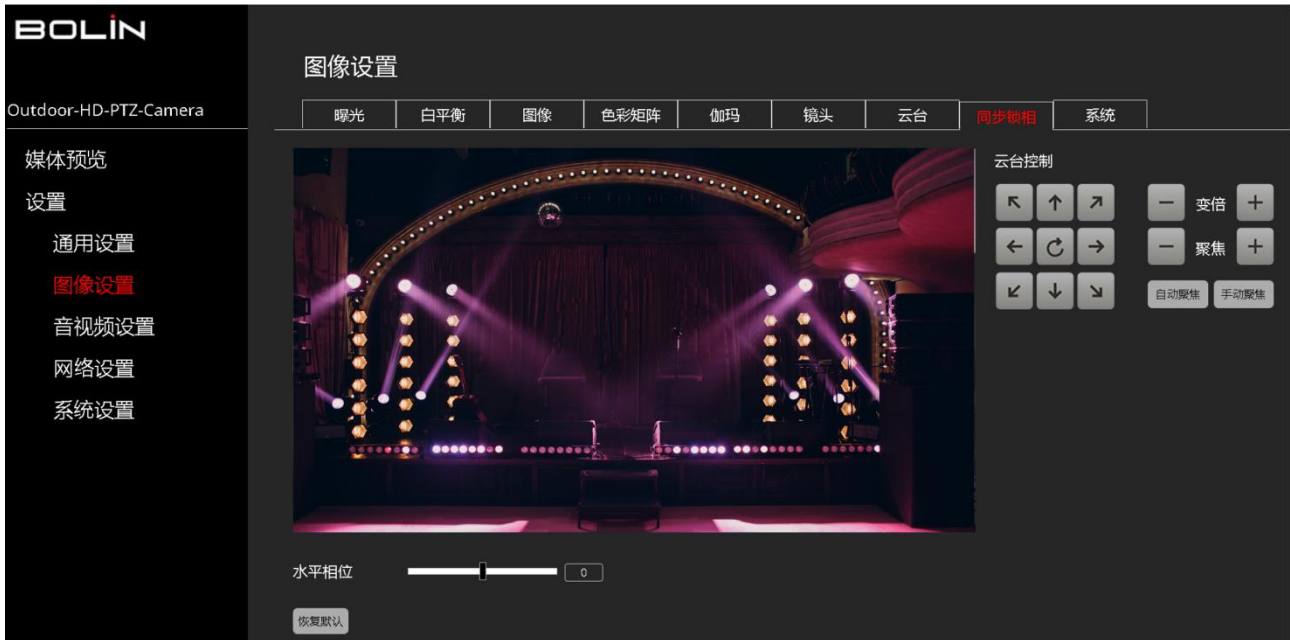 BOLIN
Outdoor-HD-PTZ-Camera
媒体预览
设置
通用设置
图像设置
音视频设置
网络设置
系统设置
图像设置
曝光 白平衡 图像 色彩矩阵 伽玛 镜头 云台 同步锁相 系统
云台控制
变倍
聚焦
自动聚焦 手动聚焦
水平相位 0
恢复默认